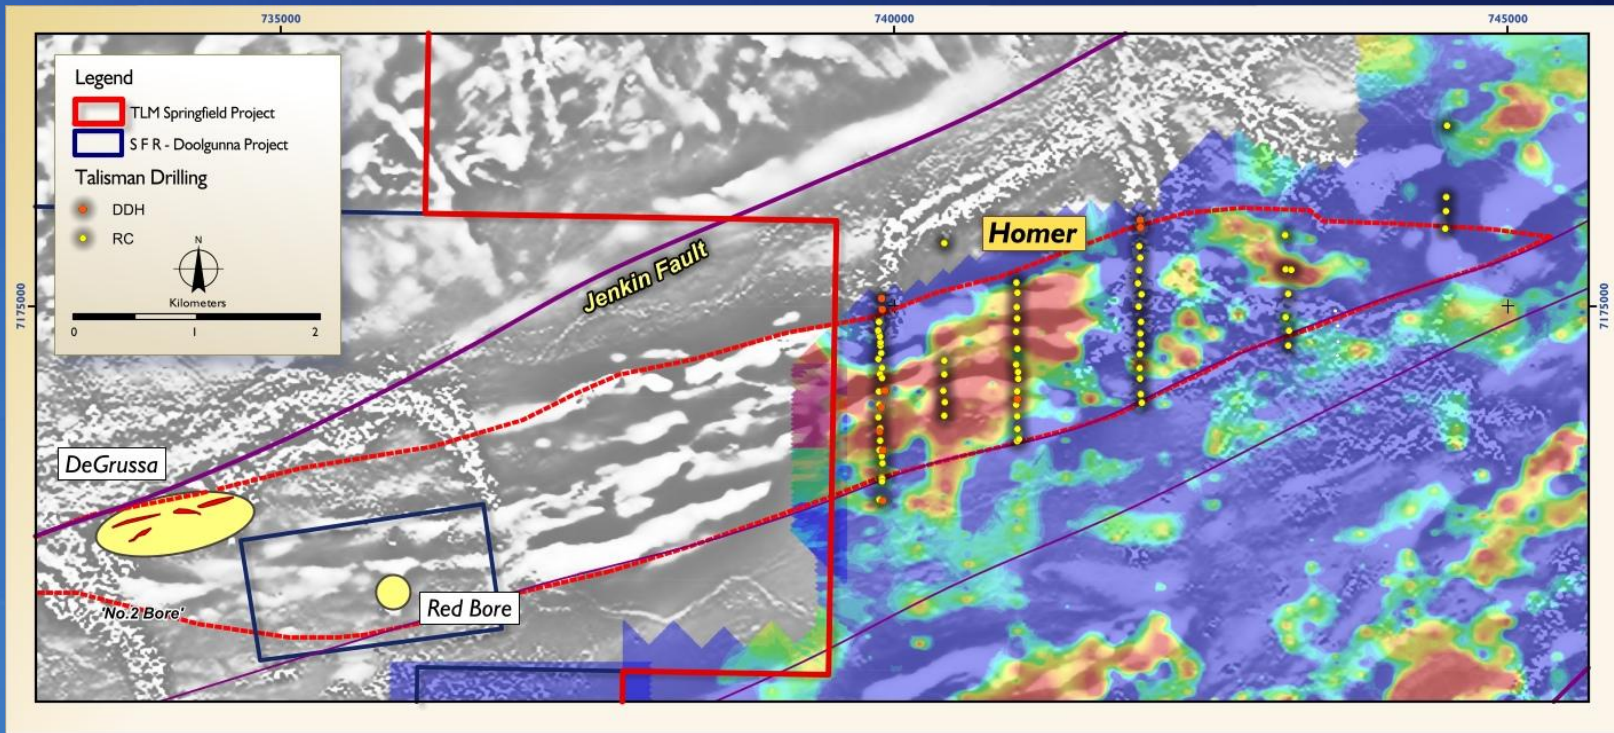 735000
740000
745000
Legend
TLM Springfield Project
S F R - Doolgunna Project
Talisman Drilling
DDH
RC
N
Kilometers
0 1 2
7175000
7175000
Homer
Jenkin Fault
DeGrussa
Red Bore
'No.2 Bore'